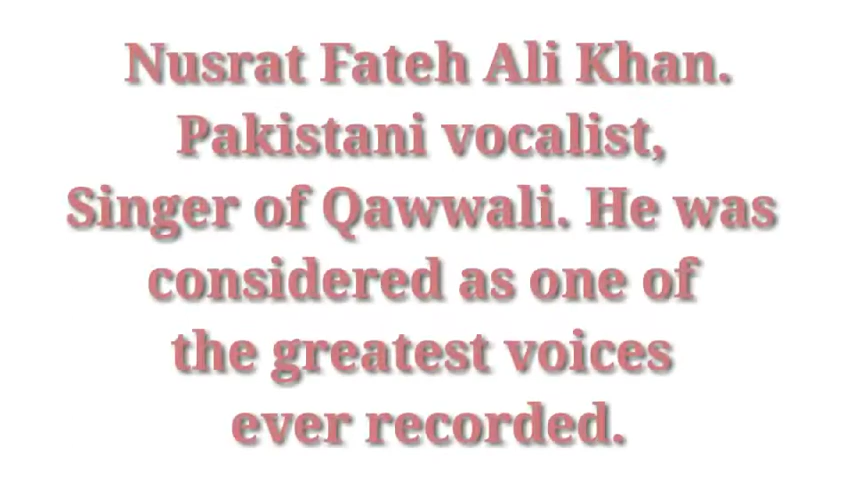 Nusrat Fateh Ali Khan.
Pakistani vocalist,
Singer of Qawwali. He was
considered as one of
the greatest voices
ever recorded.